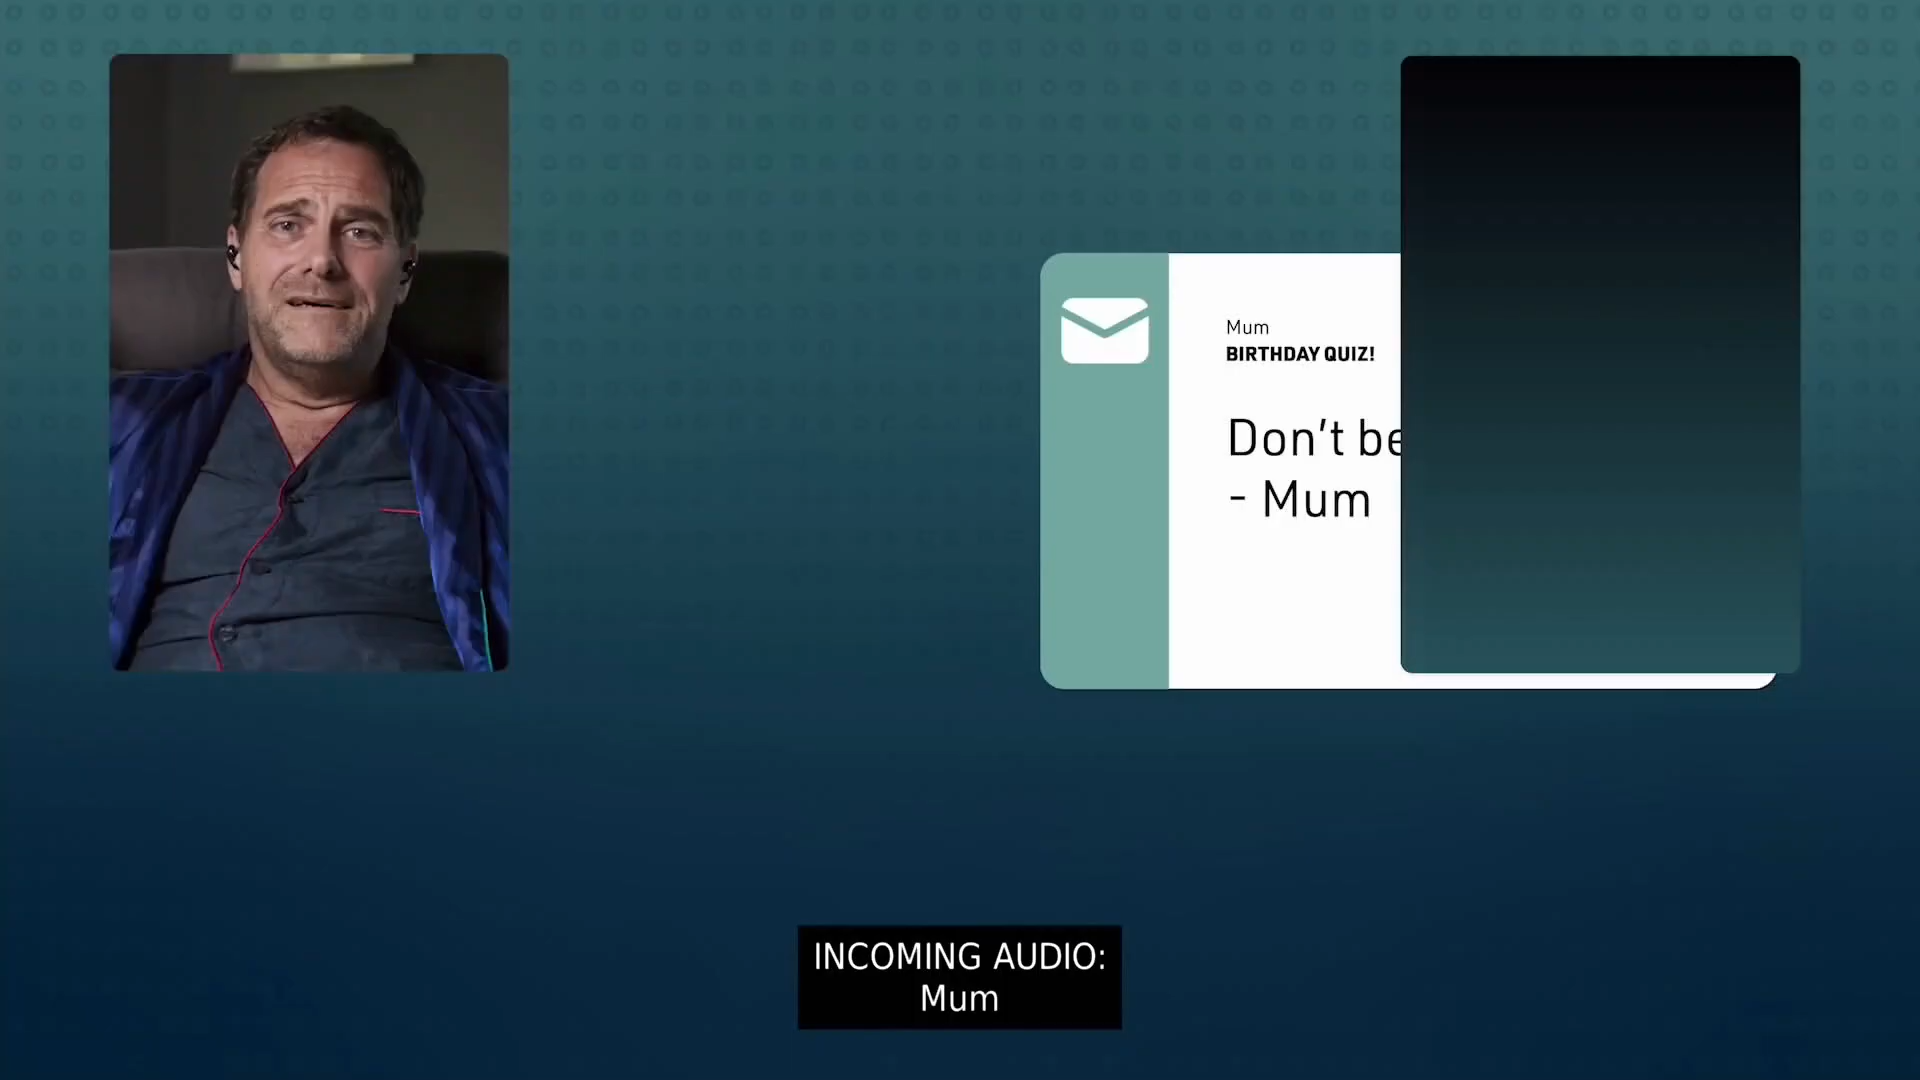 Mum
BIRTHDAY QUIZ!
Don't be
- Mum
INCOMING AUDIO:
Mum